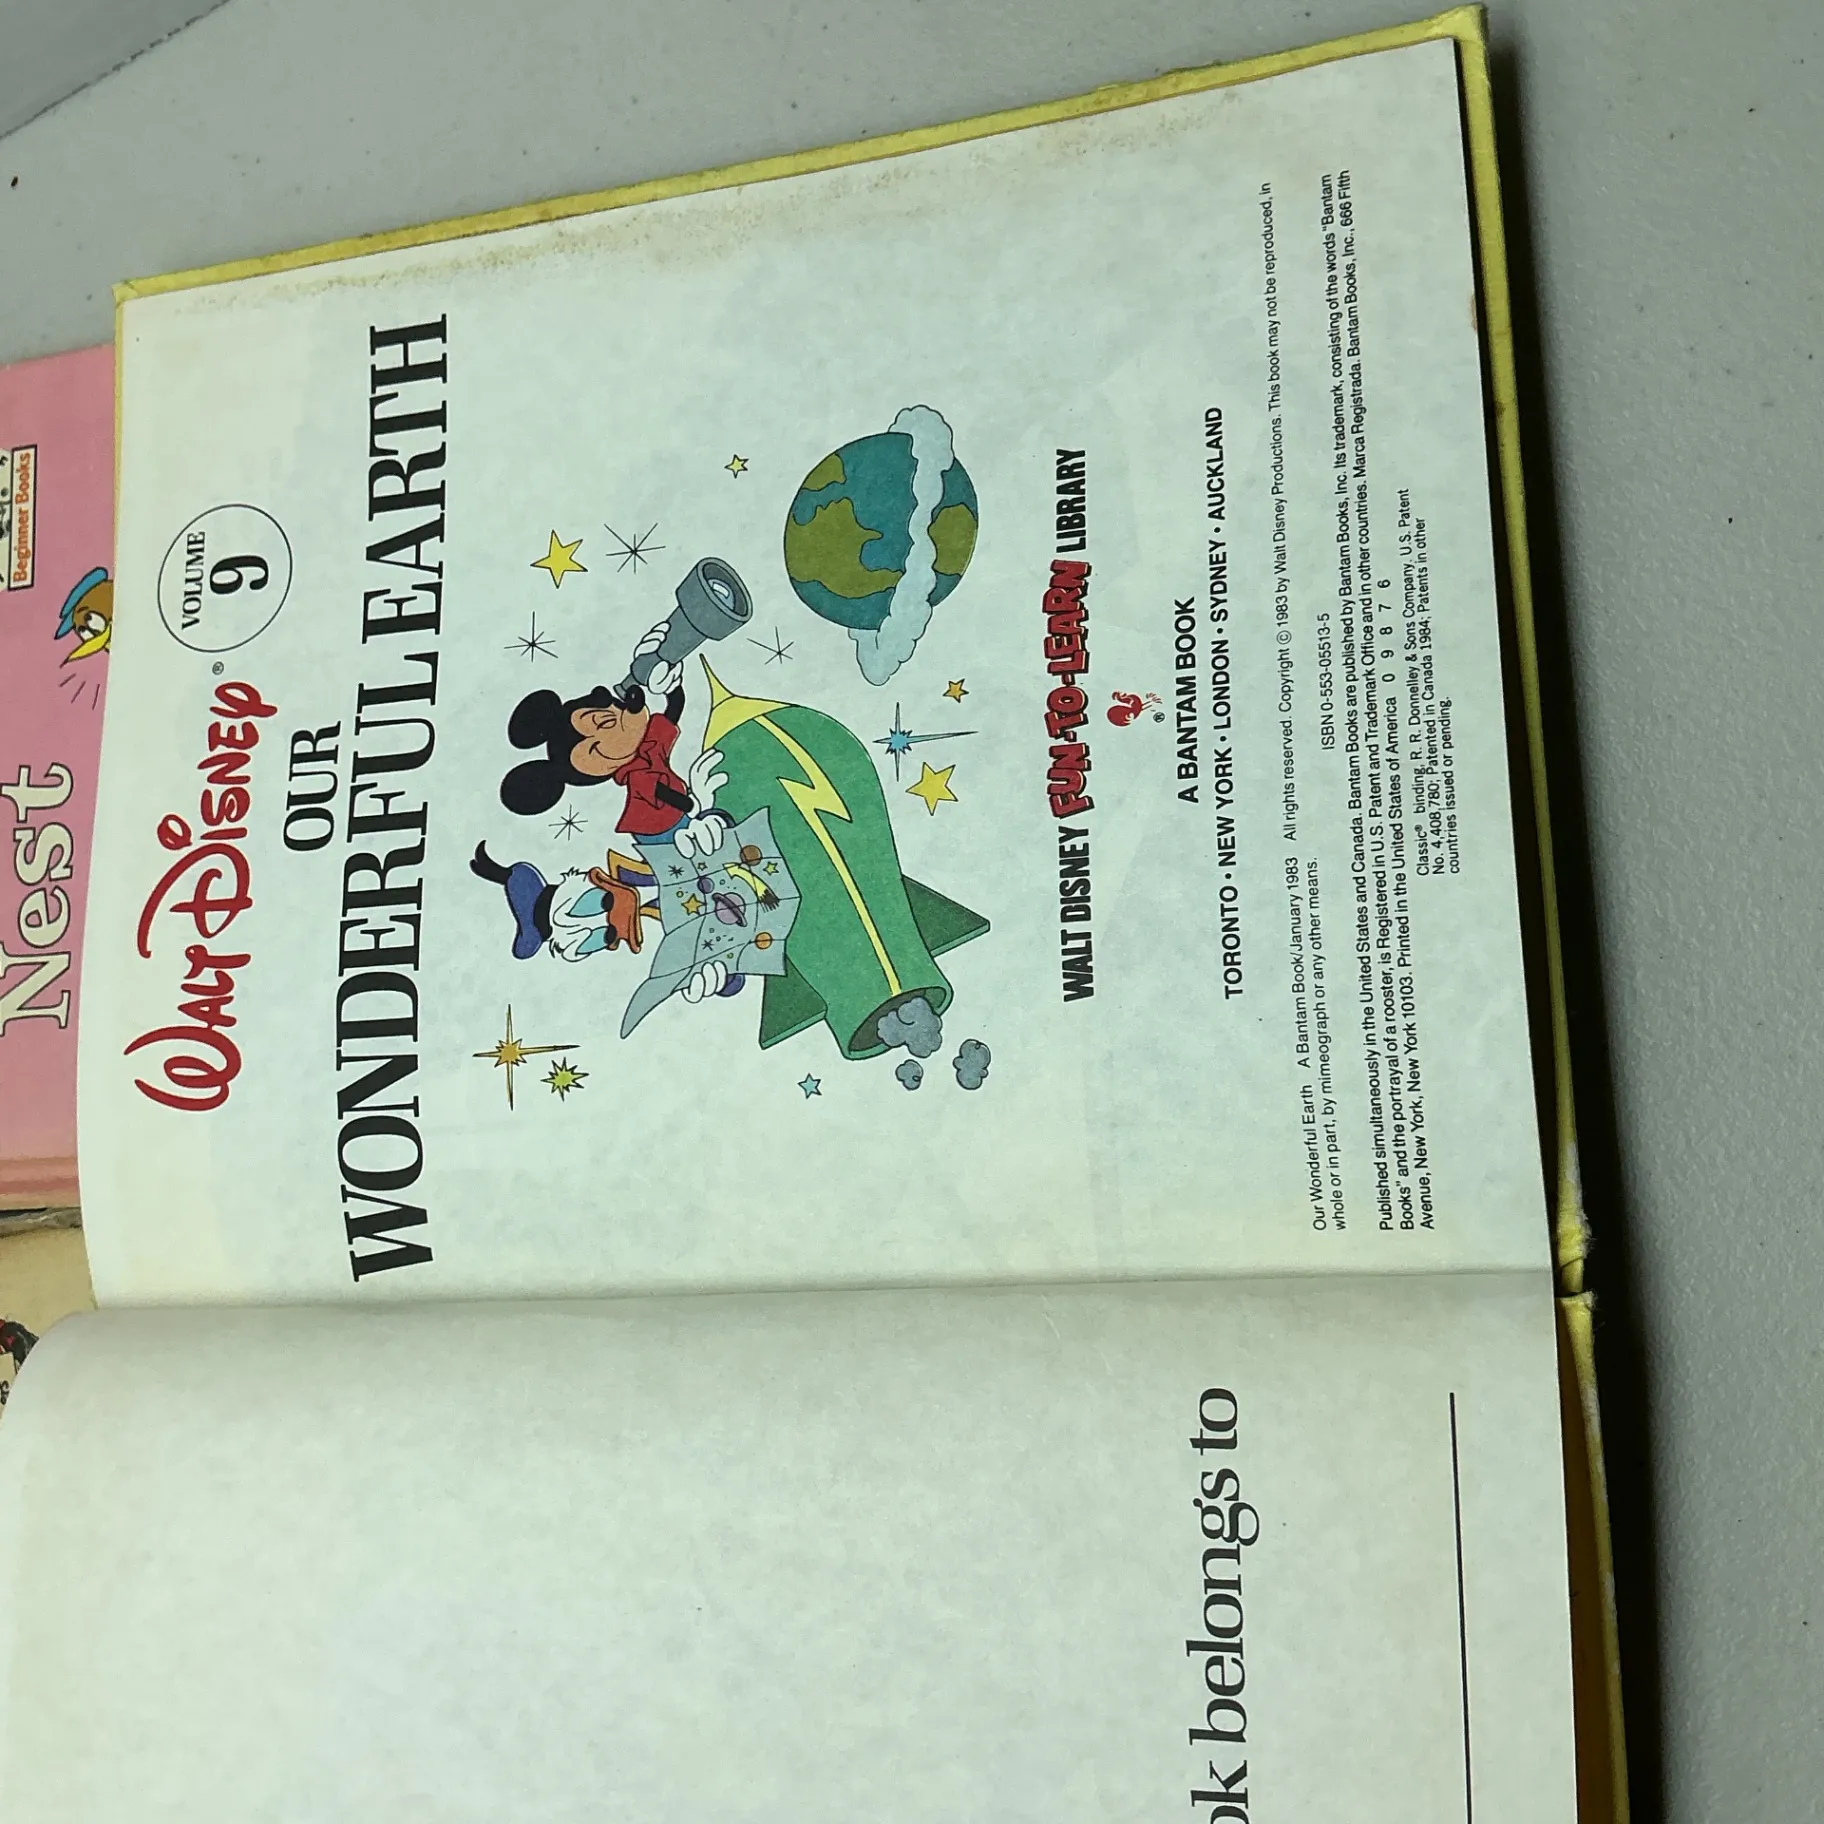 WALT DISNEY®
VOLUME
9
OUR
WONDERFUL EARTH
WALT DISNEY FUN-TO-LEARN LIBRARY
®
A BANTAM BOOK
TORONTO • NEW YORK • LONDON • SYDNEY • AUCKLAND
Our Wonderful Earth A Bantam Book/January 1983 All rights reserved. Copyright © 1983 by Walt Disney Productions. This book may not be reproduced, in
whole or in part, by mimeograph or any other means.
ISBN 0-553-05513-5
Published simultaneously in the United States and Canada. Bantam Books are published by Bantam Books, Inc. Its trademark, consisting of the words "Bantam
Books" and the portrayal of a rooster, is Registered in U.S. Patent and Trademark Office and in other countries. Marca Registrada. Bantam Books, Inc., 666 Fifth
Avenue, New York, New York 10103. Printed in the United States of America 0 9 8 7 6
Classic® binding, R. R. Donnelley & Sons Company, U.S. Patent
No. 4,408,780; Patented in Canada 1984; Patents in other
countries issued or pending.
ok belongs to
Beginner Books
Nest